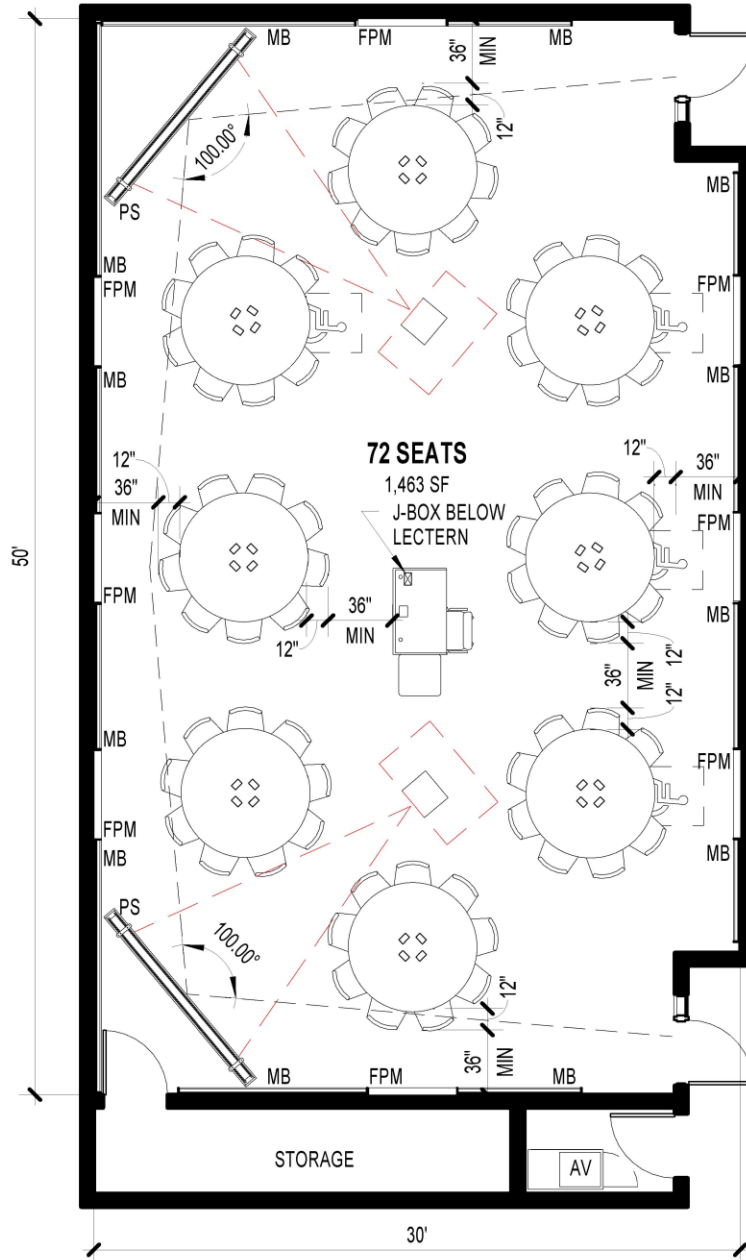 MB
FPM
36"
MIN
MB
12"
100.00°
PS
MB
MB
FPM
FPM
MB
MB
72 SEATS
1,463 SF
J-BOX BELOW
LECTERN
12"
36"
MIN
12"
36"
MIN
FPM
50'
FPM
MB
36"
MIN
12"
12"
36"
MIN
12"
MB
FPM
FPM
MB
MB
PS
100.00°
12"
36"
MIN
MB
FPM
MB
STORAGE
AV
30'